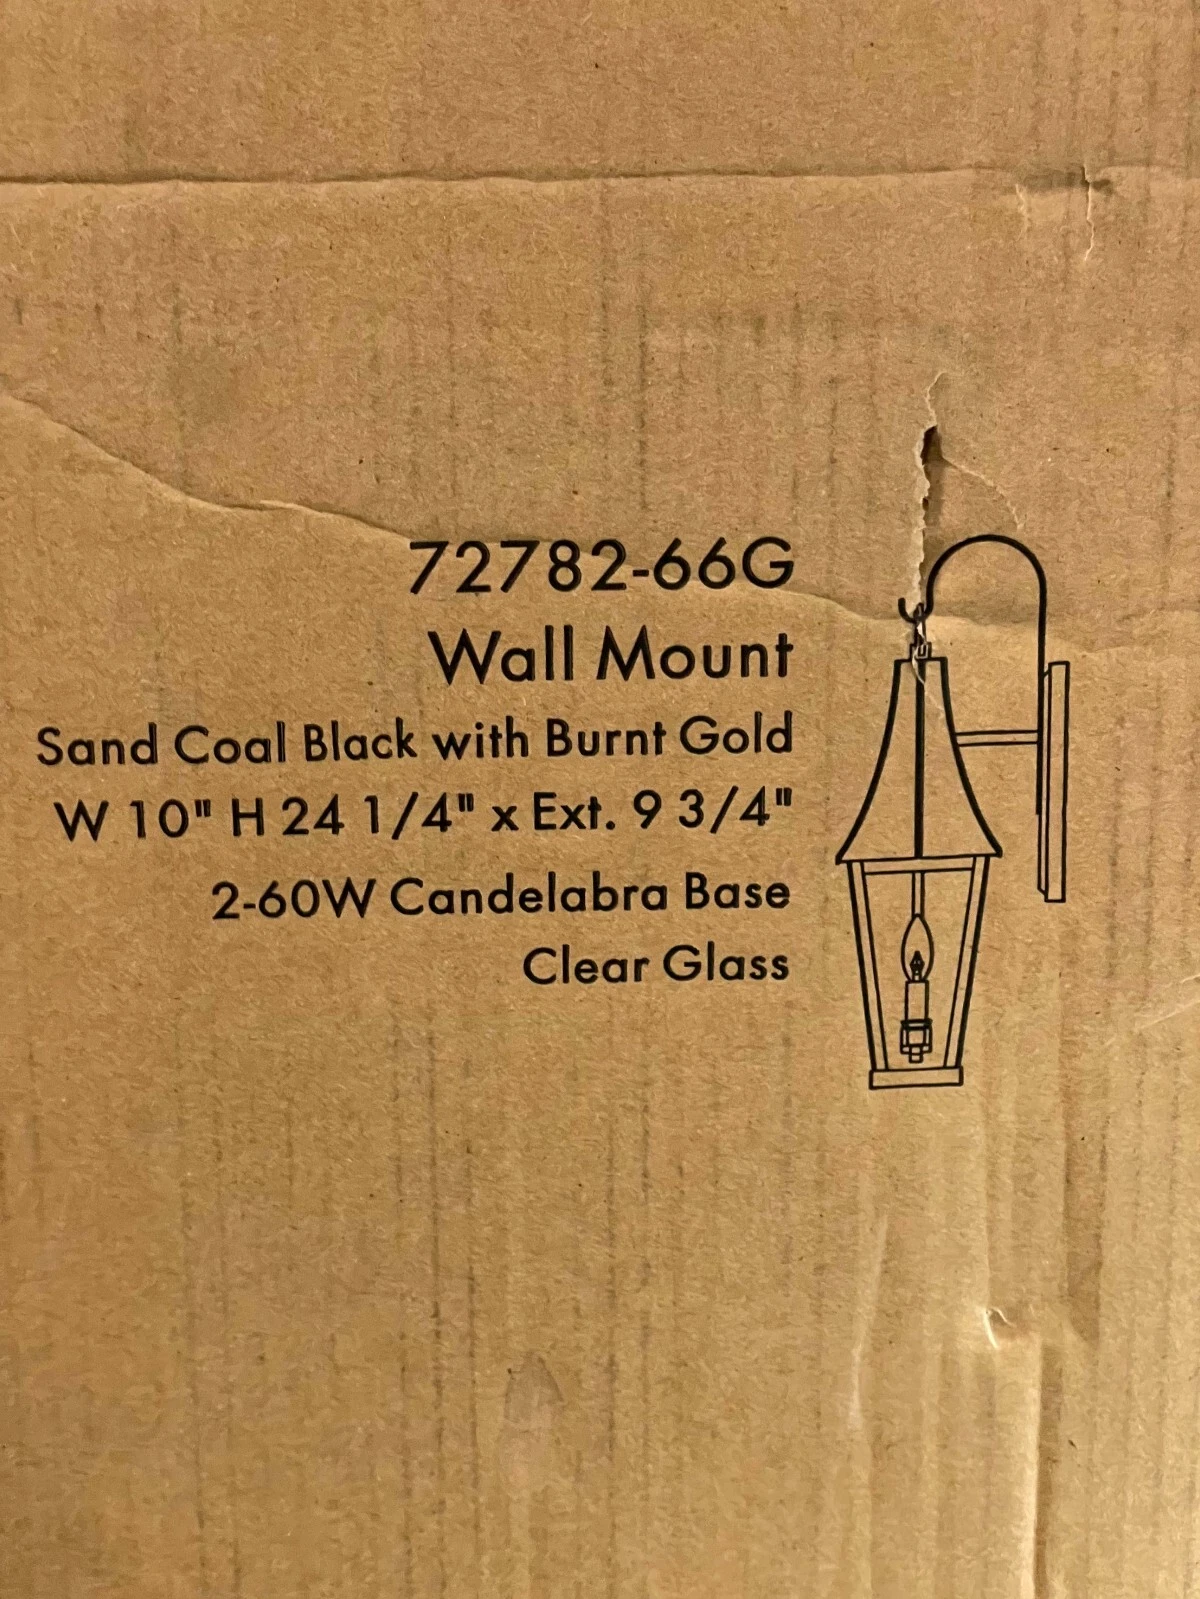 72782-66G
Wall Mount
Sand Coal Black with Burnt Gold
W 10" H 24 1/4" x Ext. 9 3/4"
2-60W Candelabra Base
Clear Glass